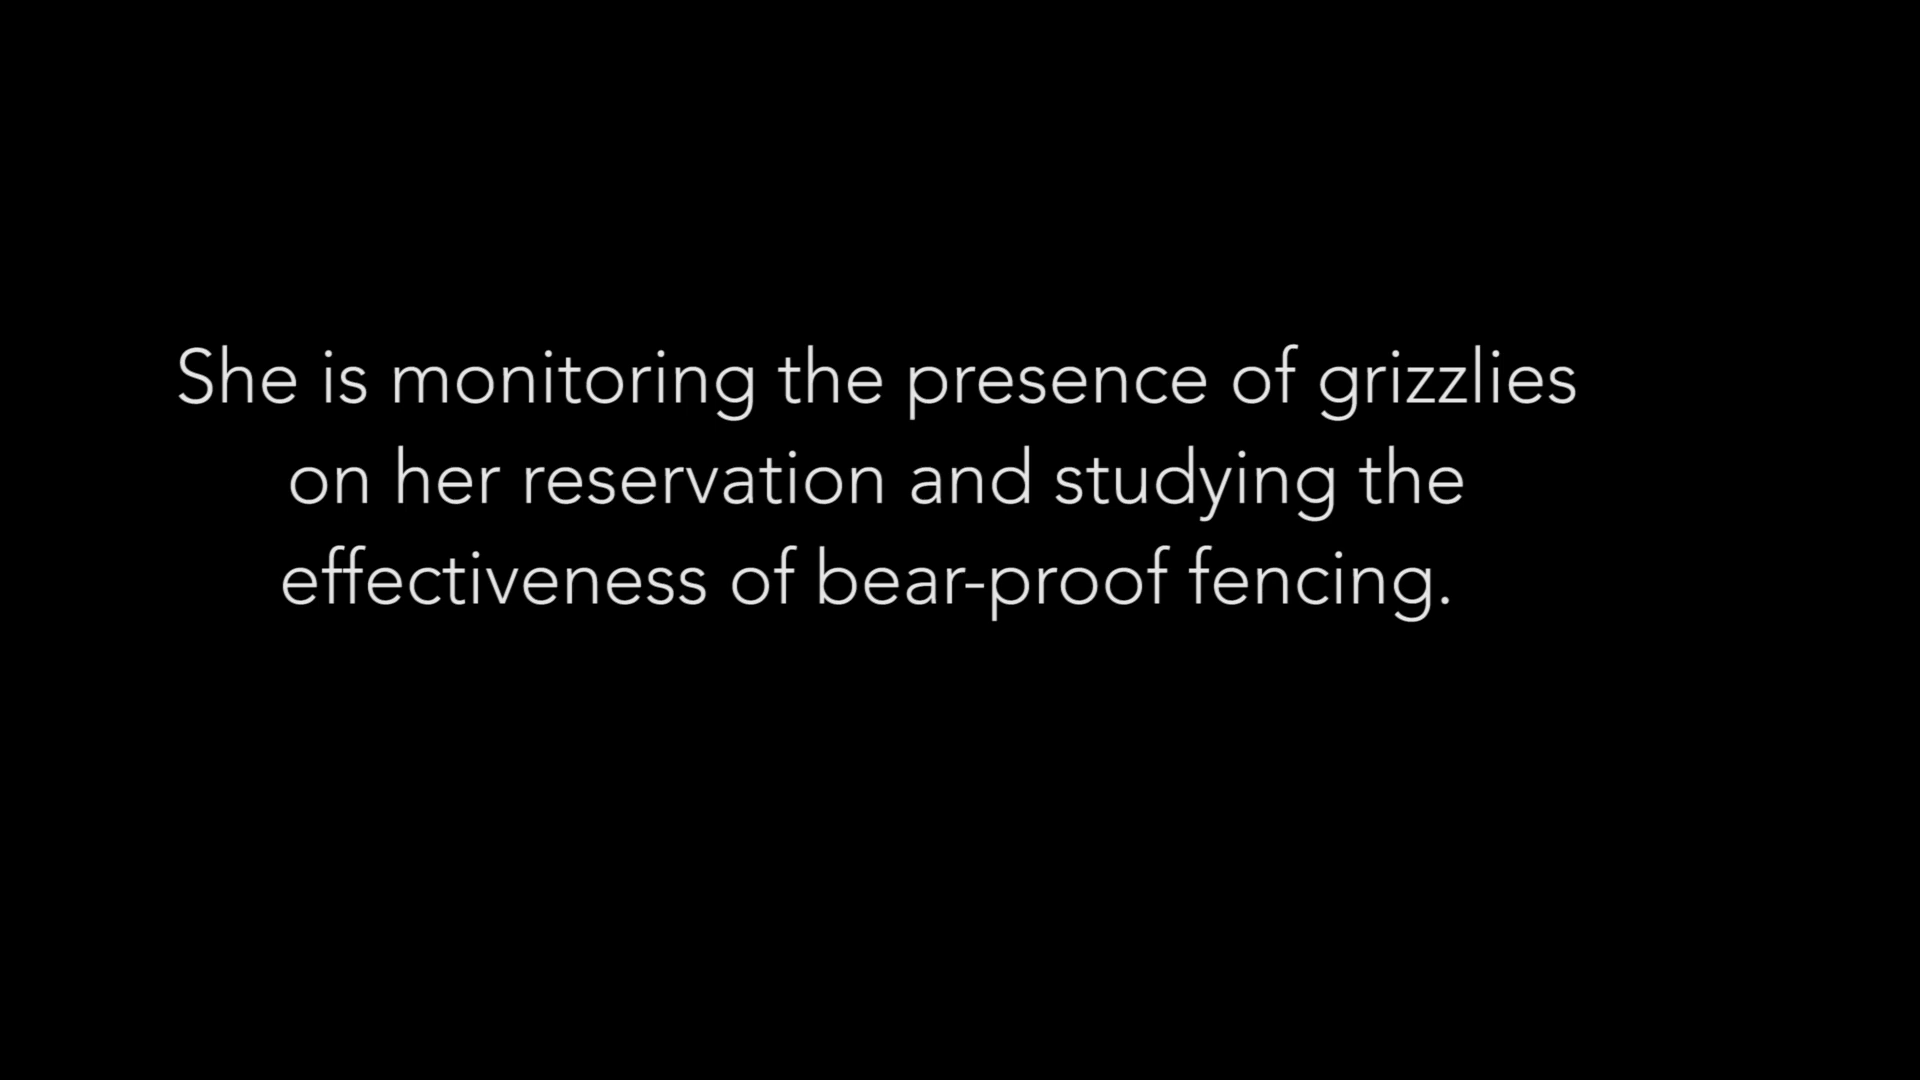 She is monitoring the presence of grizzlies
on her reservation and studying the
effectiveness of bear-proof fencing.